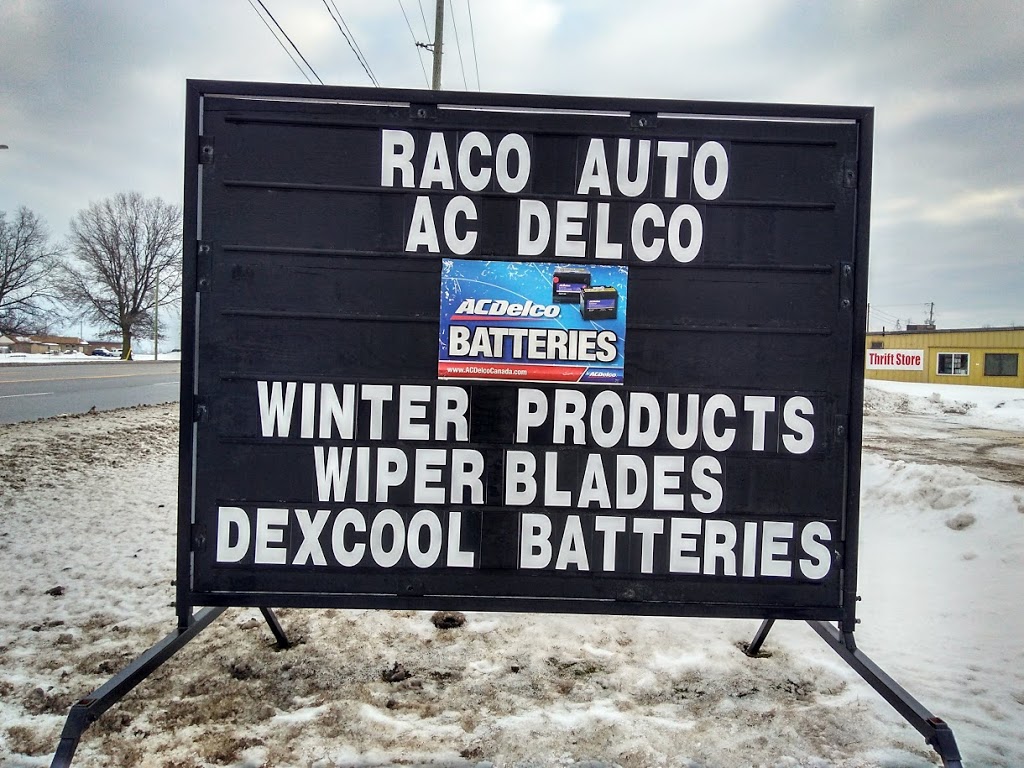 RACO AUTO
AC DELCO
ACDelco
BATTERIES
www.ACDelcoCanada.com
ACDelco
WINTER PRODUCTS
WIPER BLADES
DEXCOOL BATTERIES
Thrift Store